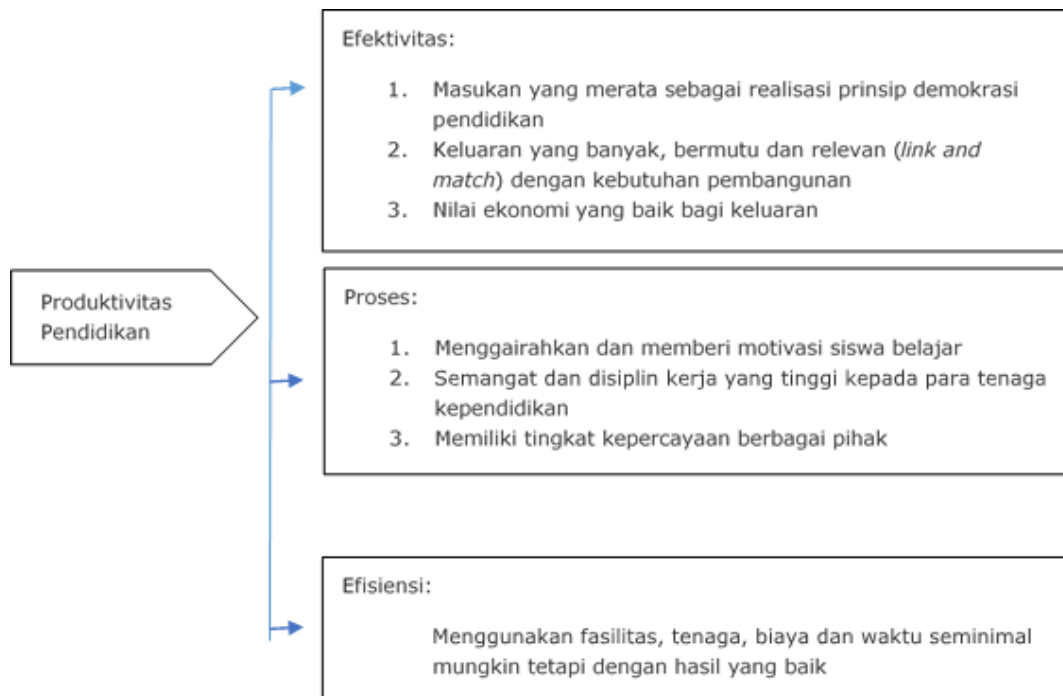 Efektivitas:
1. Masukan yang merata sebagai realisasi prinsip demokrasi
pendidikan
2. Keluaran yang banyak, bermutu dan relevan (link and
match) dengan kebutuhan pembangunan
3. Nilai ekonomi yang baik bagi keluaran
Produktivitas
Pendidikan
Proses:
1. Menggairahkan dan memberi motivasi siswa belajar
2. Semangat dan disiplin kerja yang tinggi kepada para tenaga
kependidikan
3. Memiliki tingkat kepercayaan berbagai pihak
Efisiensi:
Menggunakan fasilitas, tenaga, biaya dan waktu seminimal
mungkin tetapi dengan hasil yang baik